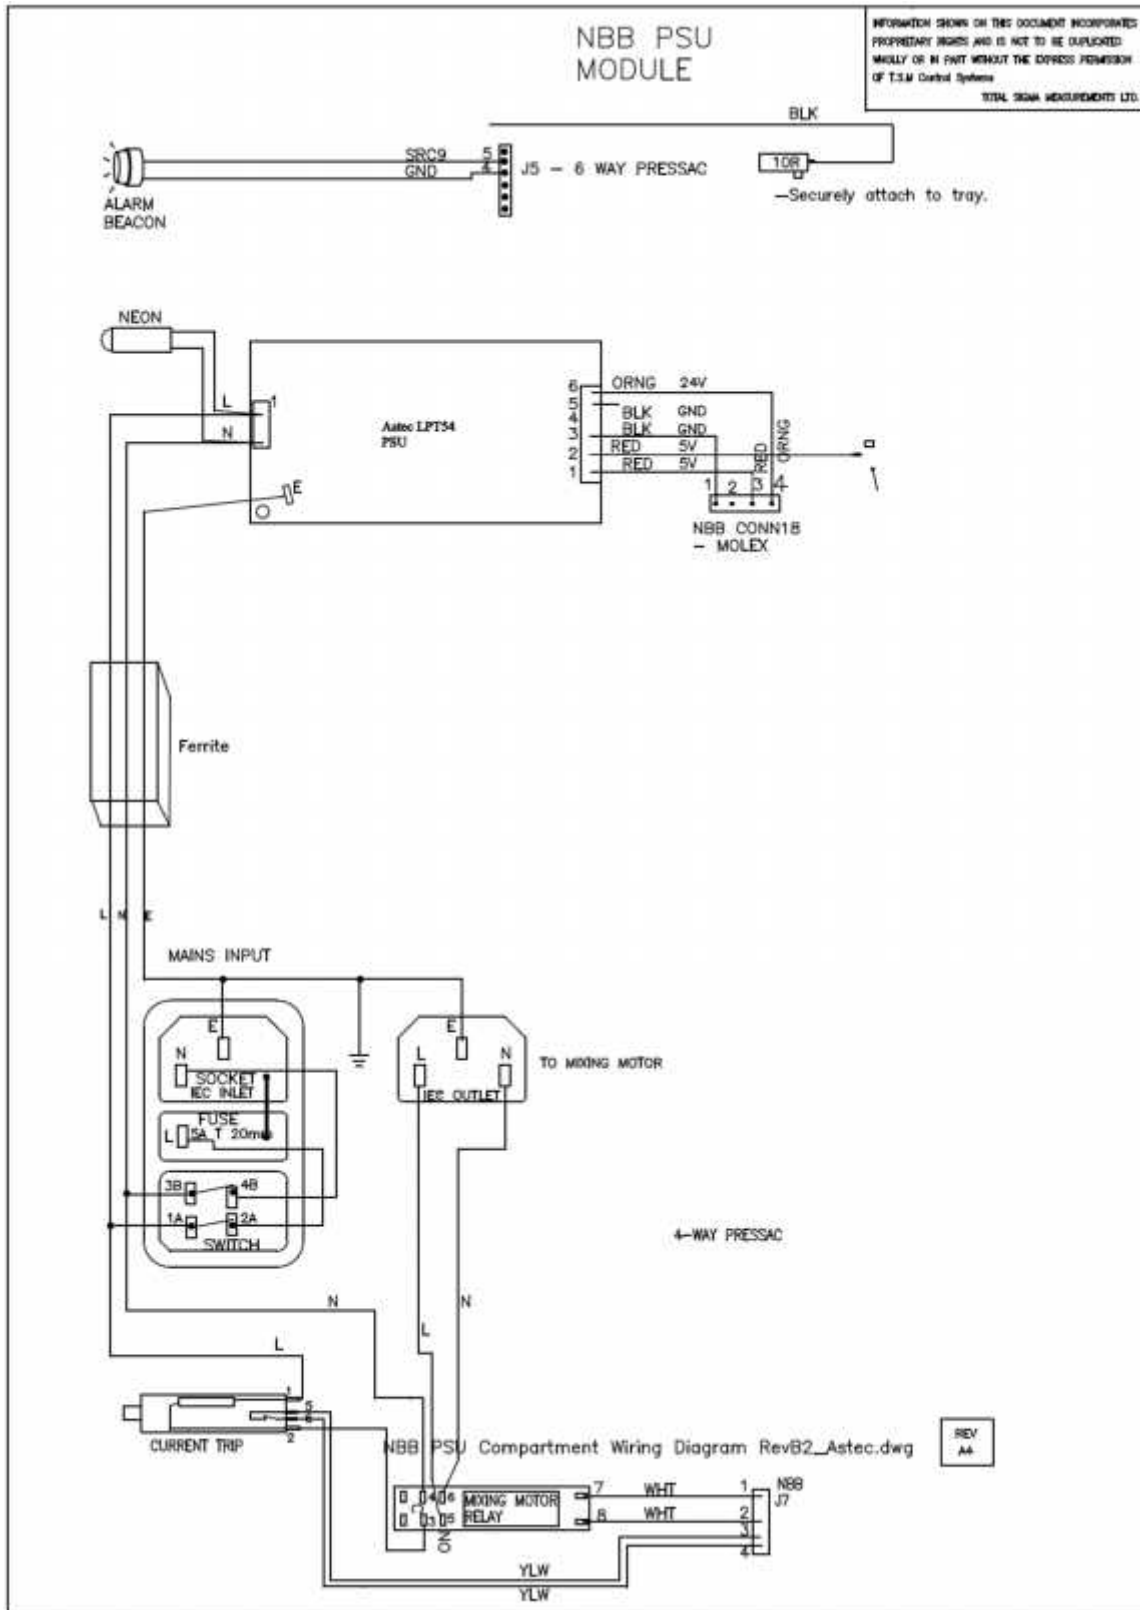 NBB PSU
MODULE
INFORMATION SHOWN ON THIS DOCUMENT INCORPORATES
PROPRIETARY RIGHTS AND IS NOT TO BE DUPLICATED
WHOLLY OR IN PART WITHOUT THE EXPRESS PERMISSION
OF T.S.M Control Systems
TOTAL SIGMA MEASUREMENTS LTD.
BLK
SRC9 5
GND 4
J5 - 6 WAY PRESSAC
10R
-Securely attach to tray.
ALARM
BEACON
NEON
L 1
N
E
Astec LPT54
PSU
6 ORNG 24V
5
4 BLK GND
3 BLK GND
2 RED 5V
1 RED 5V
RED
ORNG
1 2 3 4
NBB CONN18
- MOLEX
Ferrite
L N E
MAINS INPUT
E
N
SOCKET
IEC INLET
FUSE
L 5A T 20mm
3B 4B
1A 2A
SWITCH
E
L N
IEC OUTLET
TO MIXING MOTOR
4-WAY PRESSAC
N
L
L
N
1
5
6
2
CURRENT TRIP
NBB PSU Compartment Wiring Diagram RevB2_Astec.dwg
REV
A4
4 6
3 5
NO
MIXING MOTOR
RELAY
7 WHT 1
8 WHT 2
3
4
NBB
J7
YLW
YLW